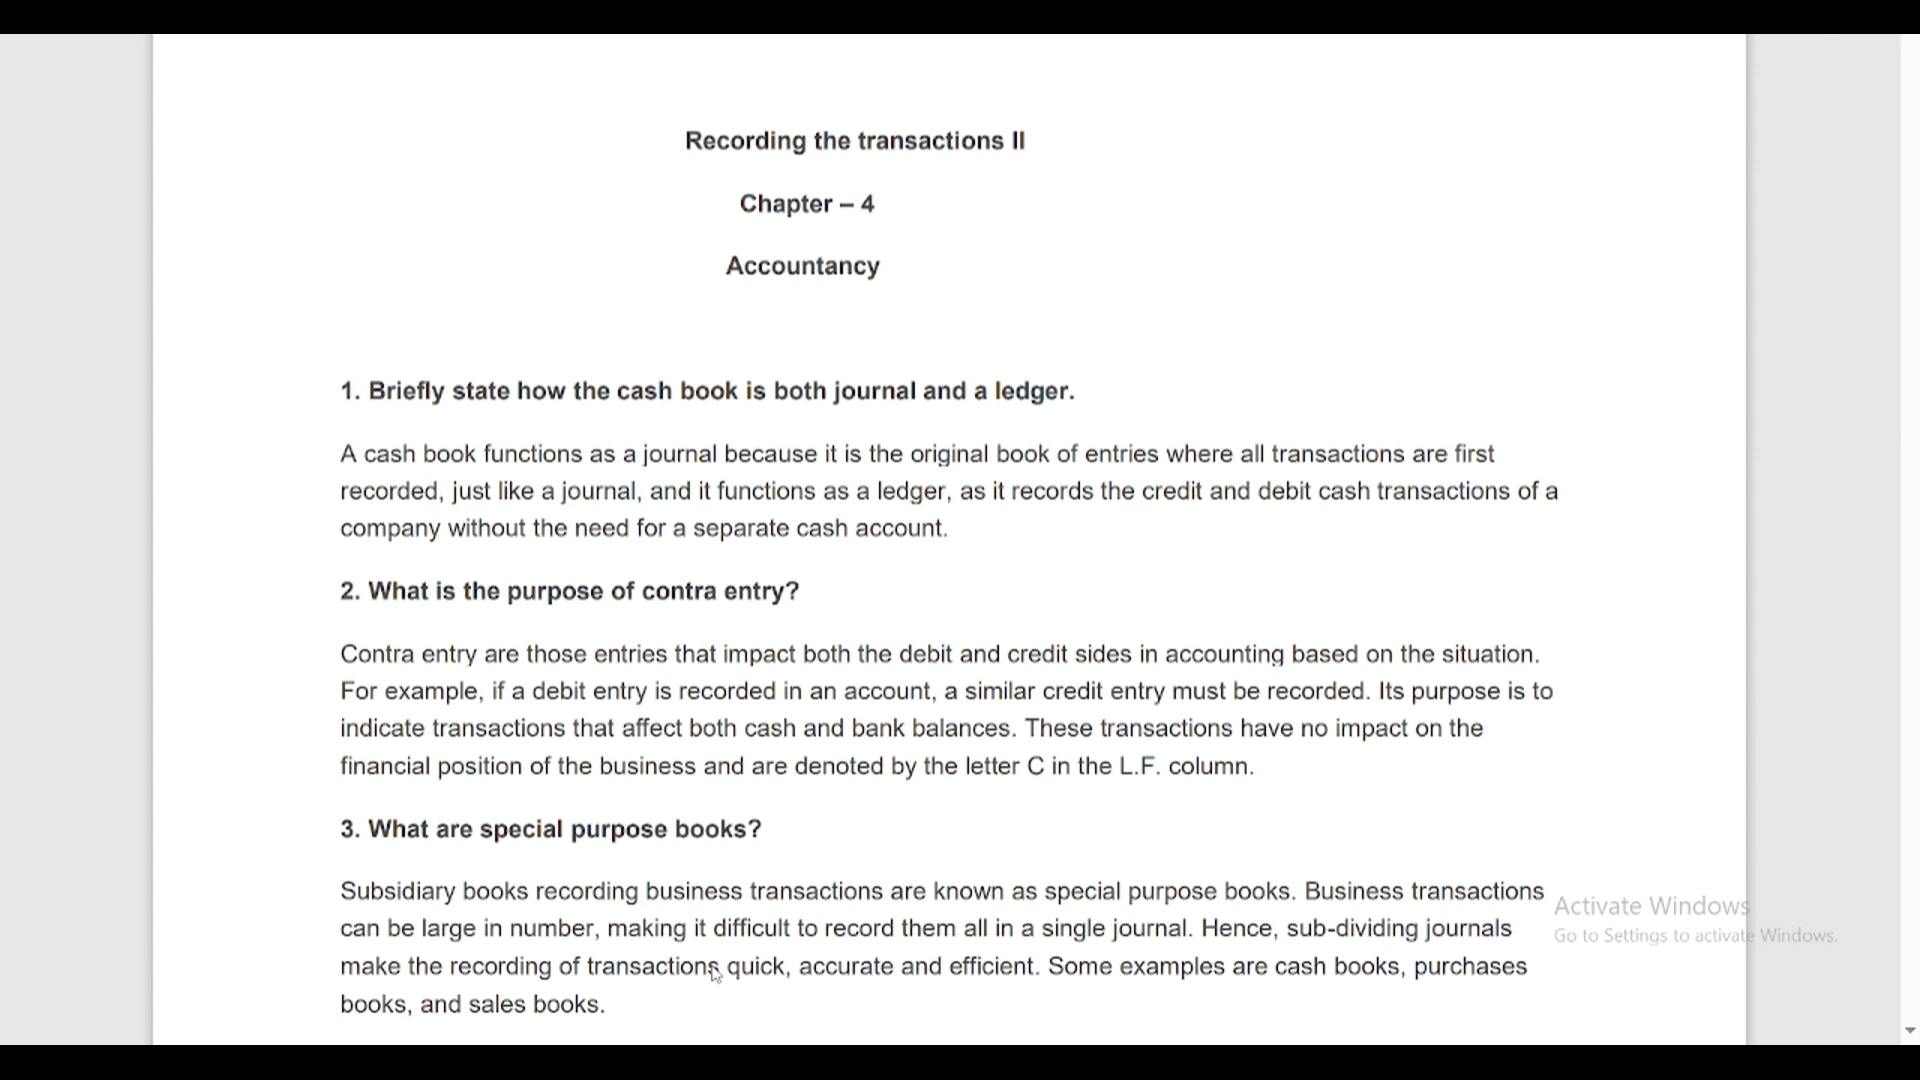 Recording the transactions II
Chapter – 4
Accountancy
1. Briefly state how the cash book is both journal and a ledger.
A cash book functions as a journal because it is the original book of entries where all transactions are first
recorded, just like a journal, and it functions as a ledger, as it records the credit and debit cash transactions of a
company without the need for a separate cash account.
2. What is the purpose of contra entry?
Contra entry are those entries that impact both the debit and credit sides in accounting based on the situation.
For example, if a debit entry is recorded in an account, a similar credit entry must be recorded. Its purpose is to
indicate transactions that affect both cash and bank balances. These transactions have no impact on the
financial position of the business and are denoted by the letter C in the L.F. column.
3. What are special purpose books?
Subsidiary books recording business transactions are known as special purpose books. Business transactions
can be large in number, making it difficult to record them all in a single journal. Hence, sub-dividing journals
make the recording of transactions quick, accurate and efficient. Some examples are cash books, purchases
books, and sales books.
Activate Windows
Go to Settings to activate Windows.